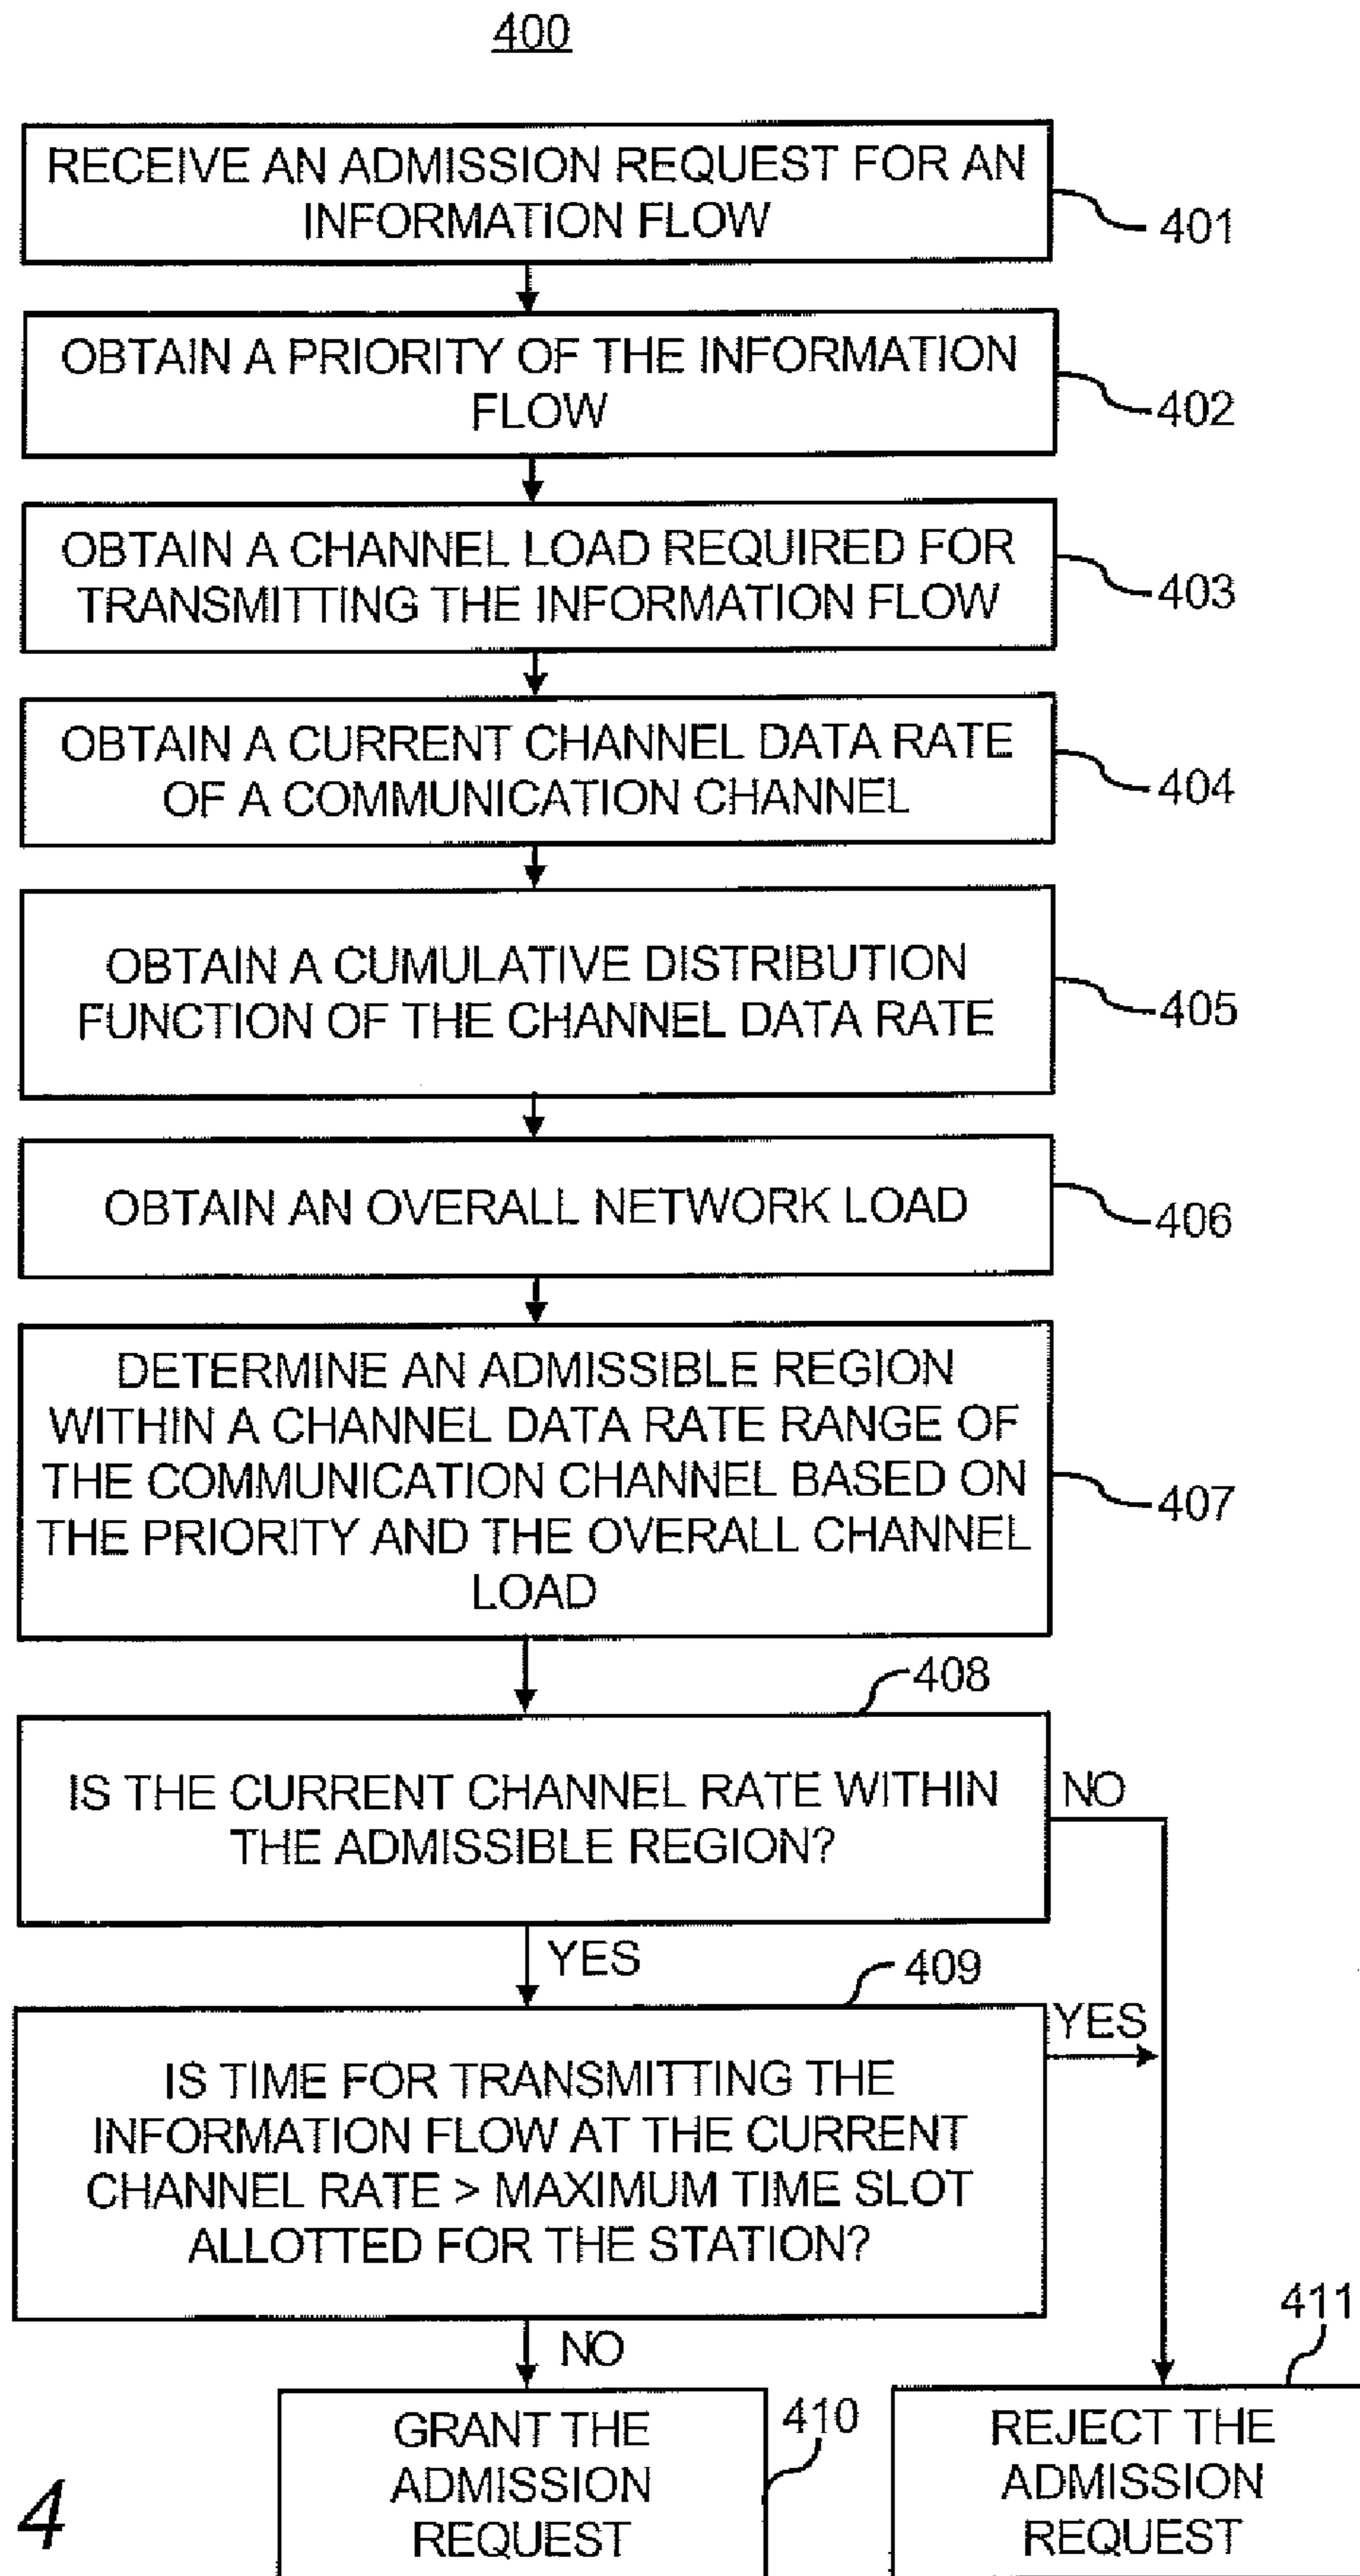 400
RECEIVE AN ADMISSION REQUEST FOR AN
INFORMATION FLOW
401
OBTAIN A PRIORITY OF THE INFORMATION
FLOW
402
OBTAIN A CHANNEL LOAD REQUIRED FOR
TRANSMITTING THE INFORMATION FLOW
403
OBTAIN A CURRENT CHANNEL DATA RATE
OF A COMMUNICATION CHANNEL
404
OBTAIN A CUMULATIVE DISTRIBUTION
FUNCTION OF THE CHANNEL DATA RATE
405
OBTAIN AN OVERALL NETWORK LOAD
406
DETERMINE AN ADMISSIBLE REGION
WITHIN A CHANNEL DATA RATE RANGE OF
THE COMMUNICATION CHANNEL BASED ON
THE PRIORITY AND THE OVERALL CHANNEL
LOAD
407
408
IS THE CURRENT CHANNEL RATE WITHIN
THE ADMISSIBLE REGION?
NO
YES
409
IS TIME FOR TRANSMITTING THE
INFORMATION FLOW AT THE CURRENT
CHANNEL RATE > MAXIMUM TIME SLOT
ALLOTTED FOR THE STATION?
YES
NO
411
GRANT THE
ADMISSION
REQUEST
410
REJECT THE
ADMISSION
REQUEST
4